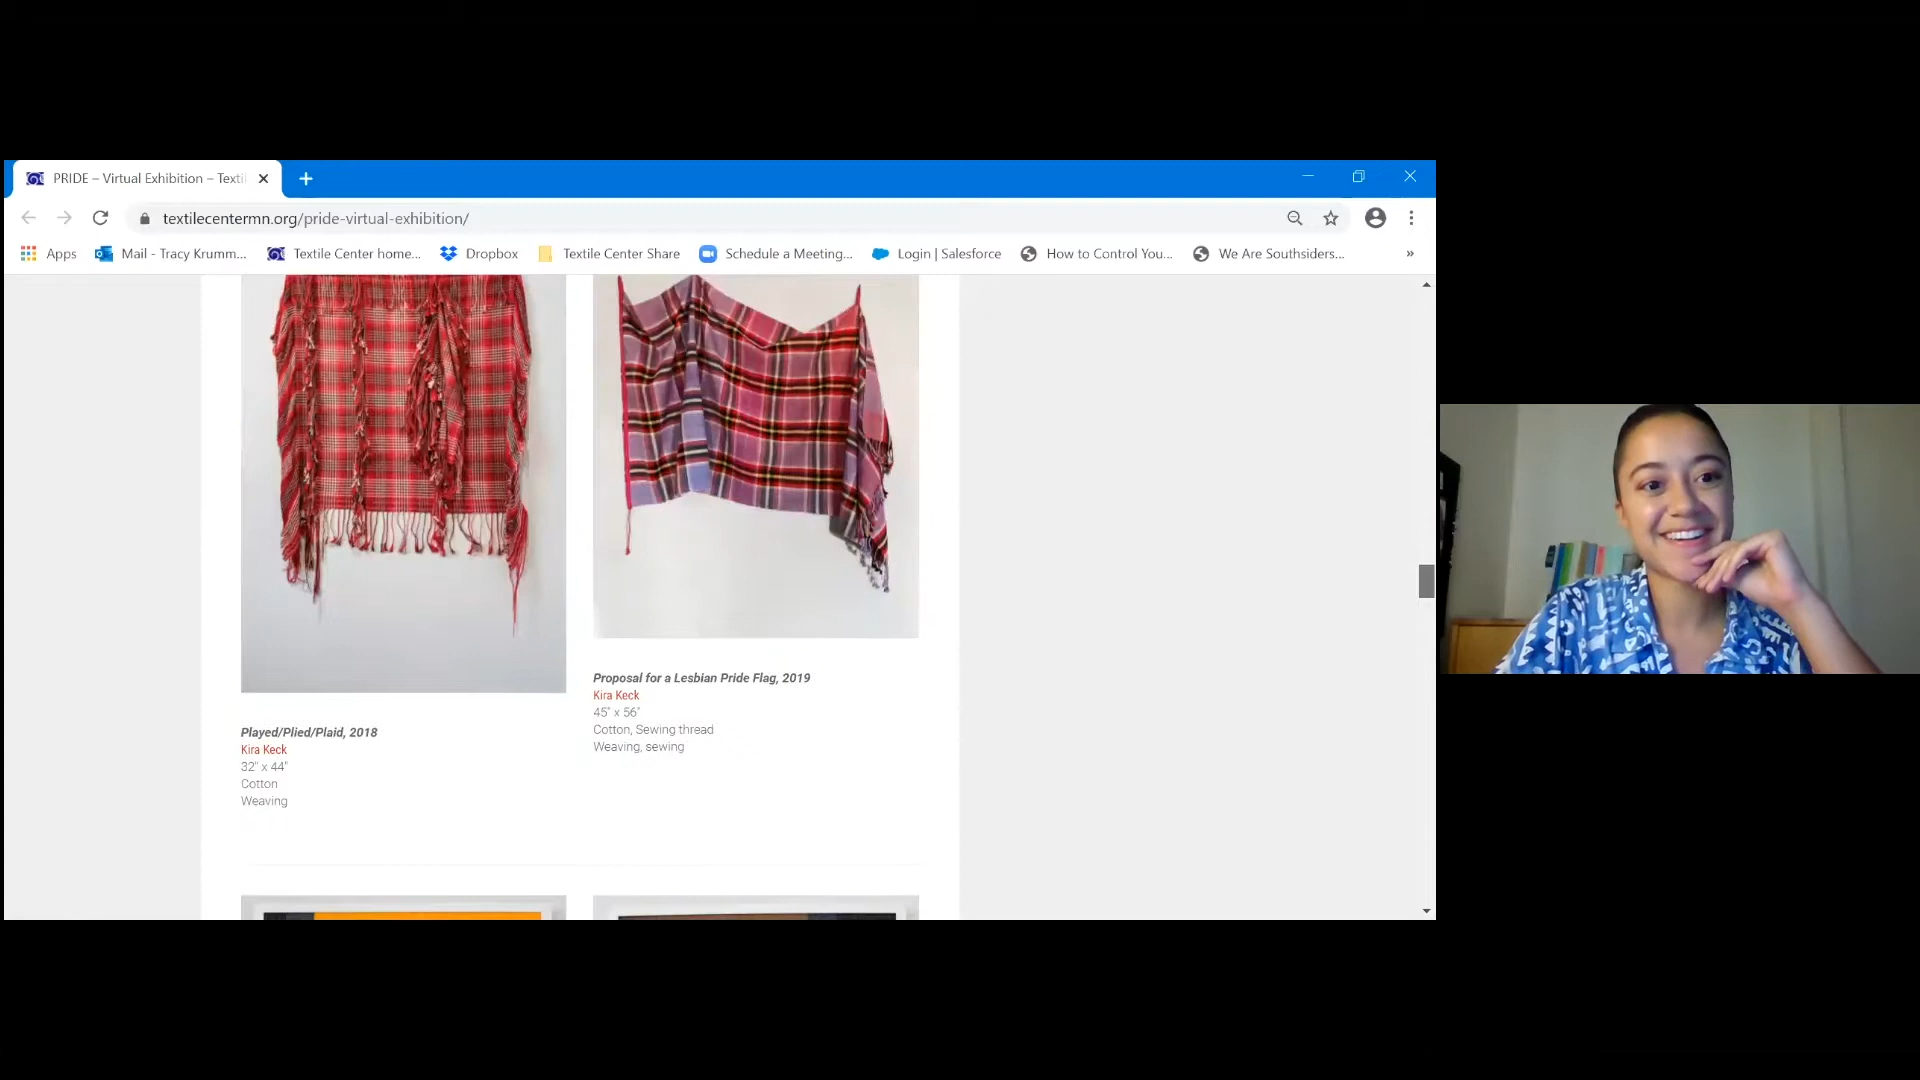 PRIDE – Virtual Exhibition – Texti
textilecentermn.org/pride-virtual-exhibition/
Apps
Mail - Tracy Krumm...
Textile Center home...
Dropbox
Textile Center Share
Schedule a Meeting...
Login | Salesforce
How to Control You...
We Are Southsiders...
»
Played/Plied/Plaid, 2018
Kira Keck
32" x 44"
Cotton
Weaving
Proposal for a Lesbian Pride Flag, 2019
Kira Keck
45" x 56"
Cotton, Sewing thread
Weaving, sewing